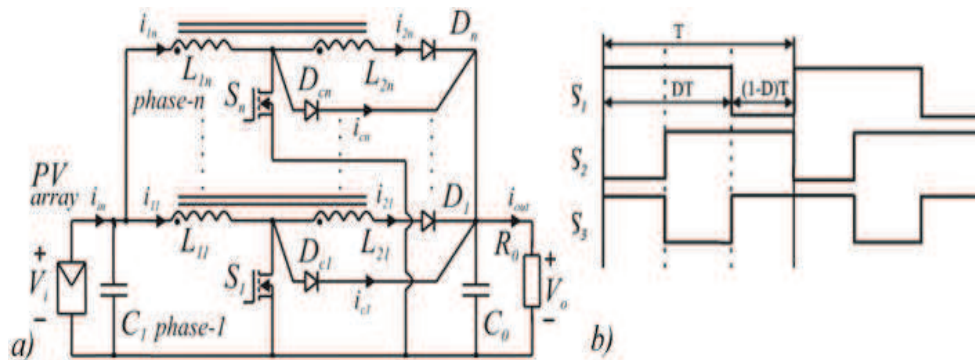 i1n
i2n
Dn
L1n
Dcn
L2n
Sn
phase-n
icn
PV
array
iin
i11
i21
D1
iout
L11
L21
R0
Dc1
S1
+
Vi
-
ic1
+
Vo
-
C1
phase-1
C0
a)
T
S1
DT
(1-D)T
S2
S3
b)